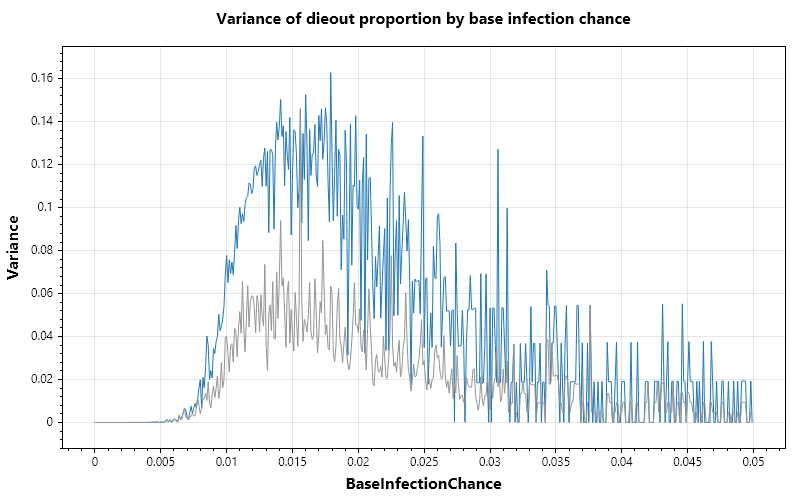 Variance of dieout proportion by base infection chance
Variance
0.16
0.14
0.12
0.1
0.08
0.06
0.04
0.02
0
0 0.005 0.01 0.015 0.02 0.025 0.03 0.035 0.04 0.045 0.05
BaseInfectionChance